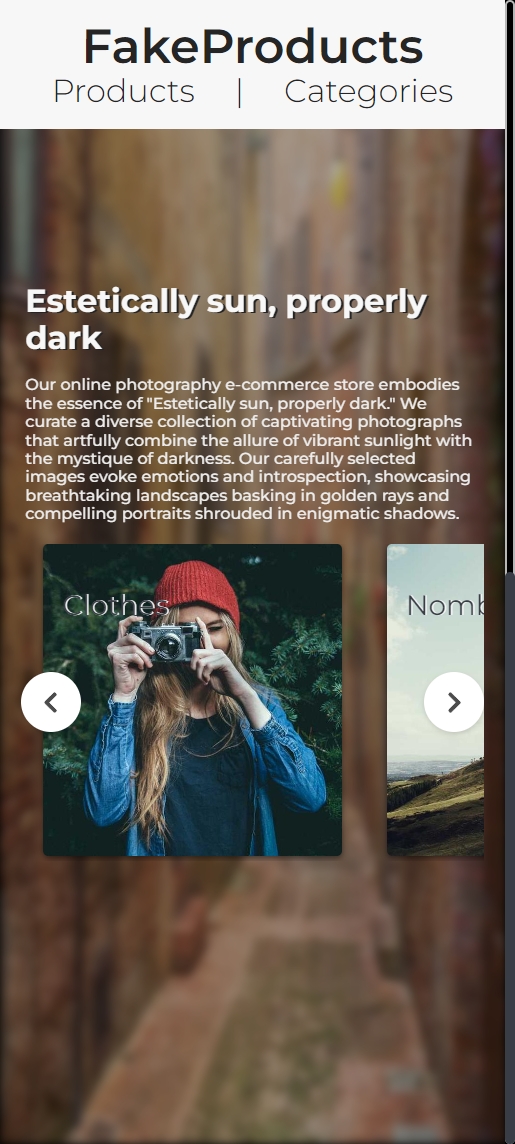 FakeProducts
Products | Categories
Estetically sun, properly
dark
Our online photography e-commerce store embodies
the essence of "Estetically sun, properly dark." We
curate a diverse collection of captivating photographs
that artfully combine the allure of vibrant sunlight with
the mystique of darkness. Our carefully selected
images evoke emotions and introspection, showcasing
breathtaking landscapes basking in golden rays and
compelling portraits shrouded in enigmatic shadows.
Clothes